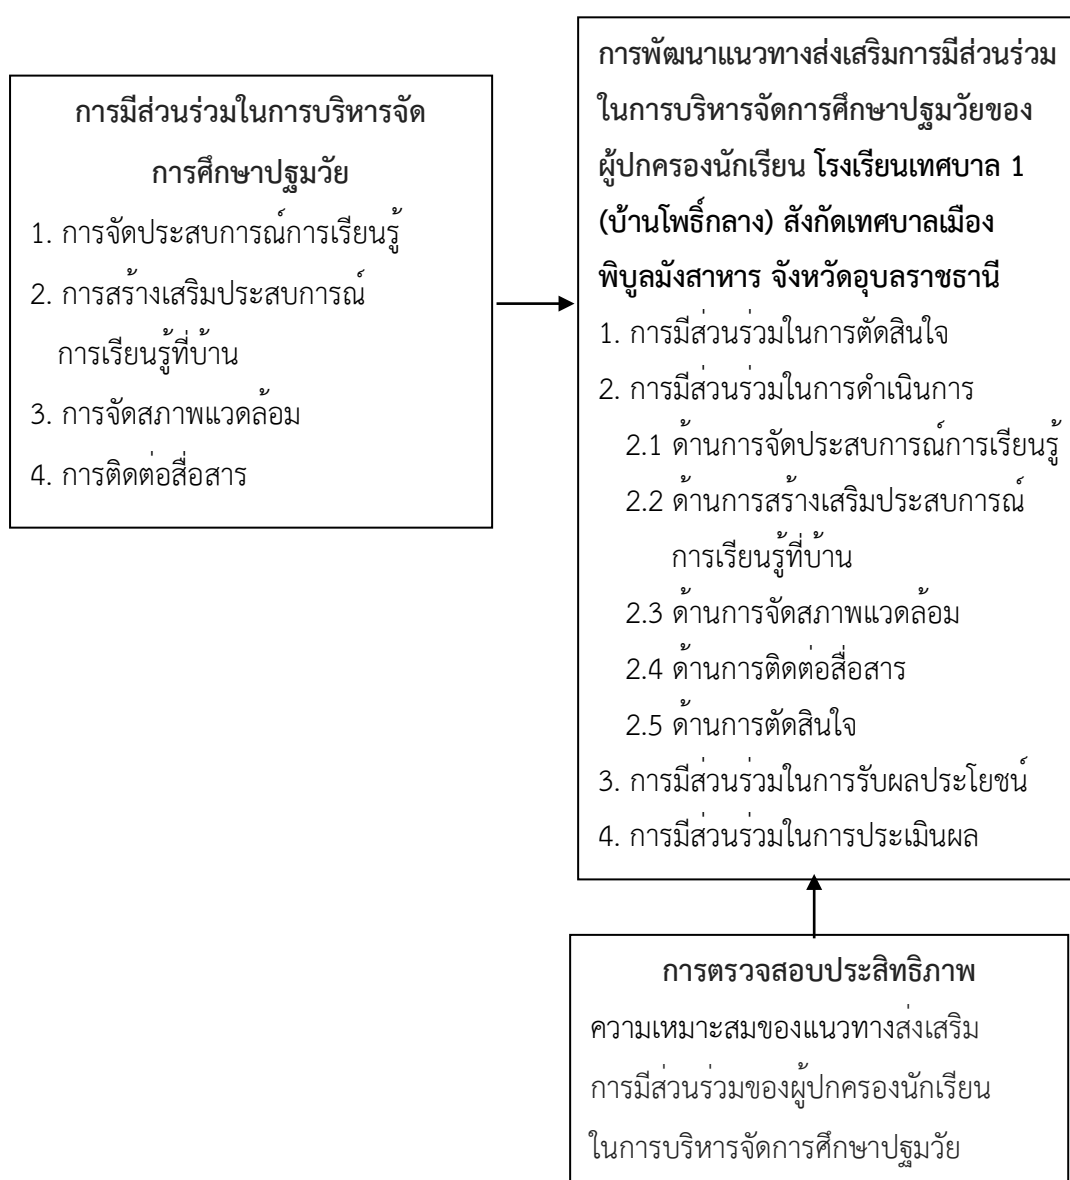 การมีส่วนร่วมในการบริหารจัด
การศึกษาปฐมวัย
1. การจัดประสบการณ์การเรียนรู้
2. การสร้างเสริมประสบการณ์
การเรียนรู้ที่บ้าน
3. การจัดสภาพแวดล้อม
4. การติดต่อสื่อสาร
การพัฒนาแนวทางส่งเสริมการมีส่วนร่วม
ในการบริหารจัดการศึกษาปฐมวัยของ
ผู้ปกครองนักเรียน โรงเรียนเทศบาล 1
(บ้านโพธิ์กลาง) สังกัดเทศบาลเมือง
พิบูลมังสาหาร จังหวัดอุบลราชธานี
1. การมีส่วนร่วมในการตัดสินใจ
2. การมีส่วนร่วมในการดำเนินการ
2.1 ด้านการจัดประสบการณ์การเรียนรู้
2.2 ด้านการสร้างเสริมประสบการณ์
การเรียนรู้ที่บ้าน
2.3 ด้านการจัดสภาพแวดล้อม
2.4 ด้านการติดต่อสื่อสาร
2.5 ด้านการตัดสินใจ
3. การมีส่วนร่วมในการรับผลประโยชน์
4. การมีส่วนร่วมในการประเมินผล
การตรวจสอบประสิทธิภาพ
ความเหมาะสมของแนวทางส่งเสริม
การมีส่วนร่วมของผู้ปกครองนักเรียน
ในการบริหารจัดการศึกษาปฐมวัย